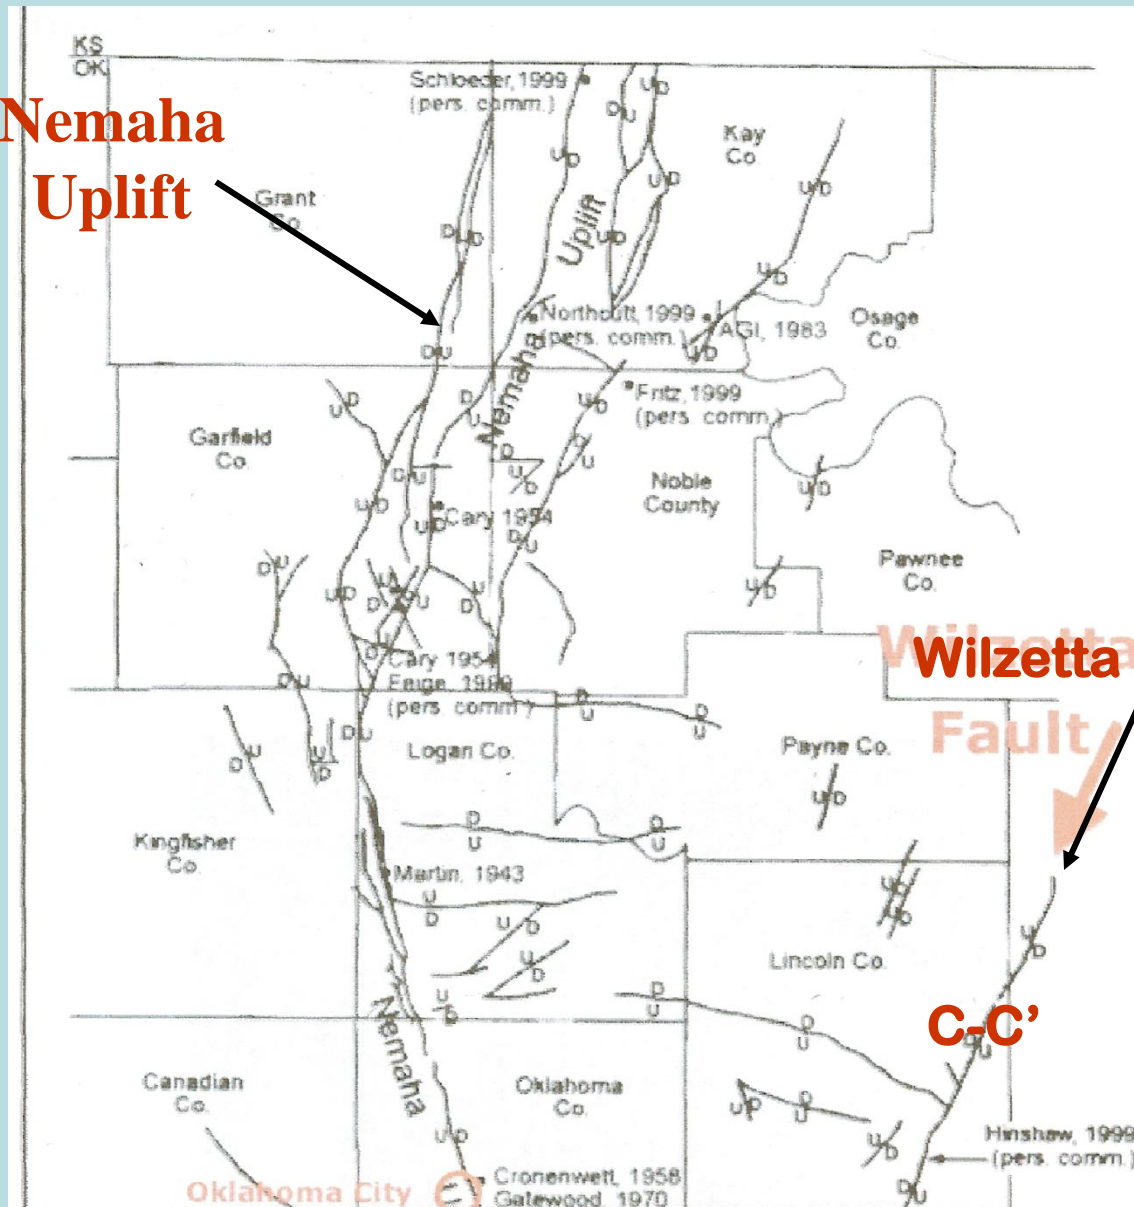 KS
OK
Schloeder, 1999
(pers. comm.)
Nemaha
Uplift
Kay
Co
Grant
Co.
Uplift
Northcutt, 1999
(pers. comm.)
AGI, 1983
Osage
Co.
Nemaha
Fritz, 1999
(pers. comm.)
Garfield
Co.
Noble
County
Cary 1954
Pawnee
Co.
Wilzetta
Wilzetta
Fault
Cary 1954
(pers. comm.)
Logan Co.
Payne Co.
Kingfisher
Co.
Martin, 1943
Lincoln Co.
C-C’
Nemaha
Canadian
Co.
Oklahoma
Co.
Hinshaw, 1999
(pers. comm.)
Cronenwett, 1958
Gatewood, 1970
Oklahoma City